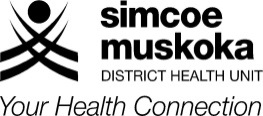 simcoe
muskoka
DISTRICT HEALTH UNIT
Your Health Connection